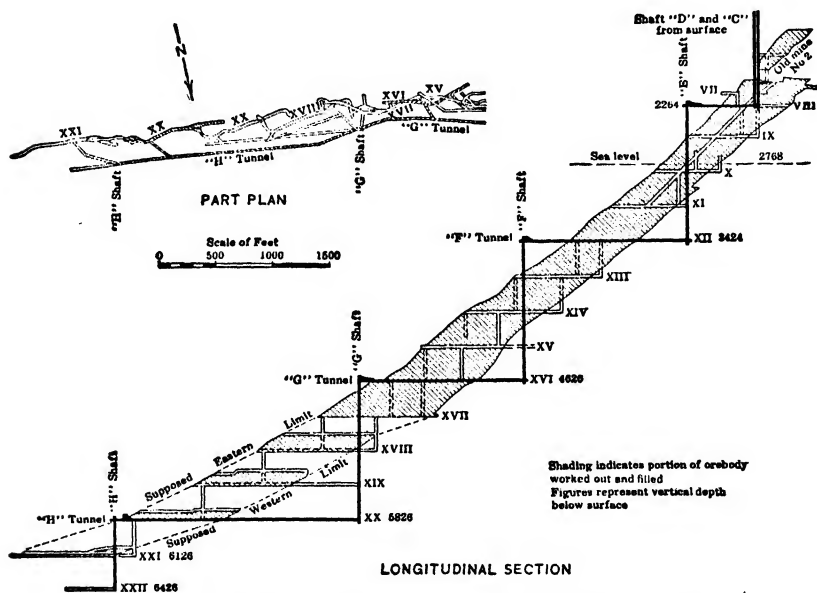 Shaft "D" and "C"
from surface
Old mine
No 2
"E" Shaft
VII
2264
VIII
IX
Sea level
2768
X
XI
"F" Shaft
"F" Tunnel
XII 3424
XIII
XIV
XV
"G" Shaft
"G" Tunnel
XVI 4626
XVII
XVIII
XIX
Supposed Eastern Limit
Supposed Western Limit
"H" Shaft
"H" Tunnel
XX 5826
XXI 6126
XXII 6426
N
XXI
XX
XX
XVIII
XVI
XV
VII
"G" Tunnel
"H" Tunnel
"G" Shaft
"H" Shaft
PART PLAN
Scale of Feet
0 500 1000 1500
Shading indicates portion of orebody
worked out and filled
Figures represent vertical depth
below surface
LONGITUDINAL SECTION